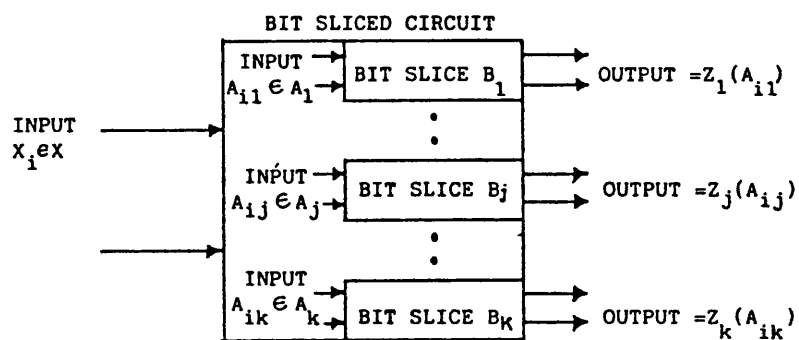 BIT SLICED CIRCUIT
INPUT
A_{i1} ∈ A_1
BIT SLICE B_1
OUTPUT =Z_1(A_{i1})
INPUT
X_i∈X
INPUT
A_{ij} ∈ A_j
BIT SLICE B_j
OUTPUT =Z_j(A_{ij})
INPUT
A_{ik} ∈ A_k
BIT SLICE B_K
OUTPUT =Z_k(A_{ik})